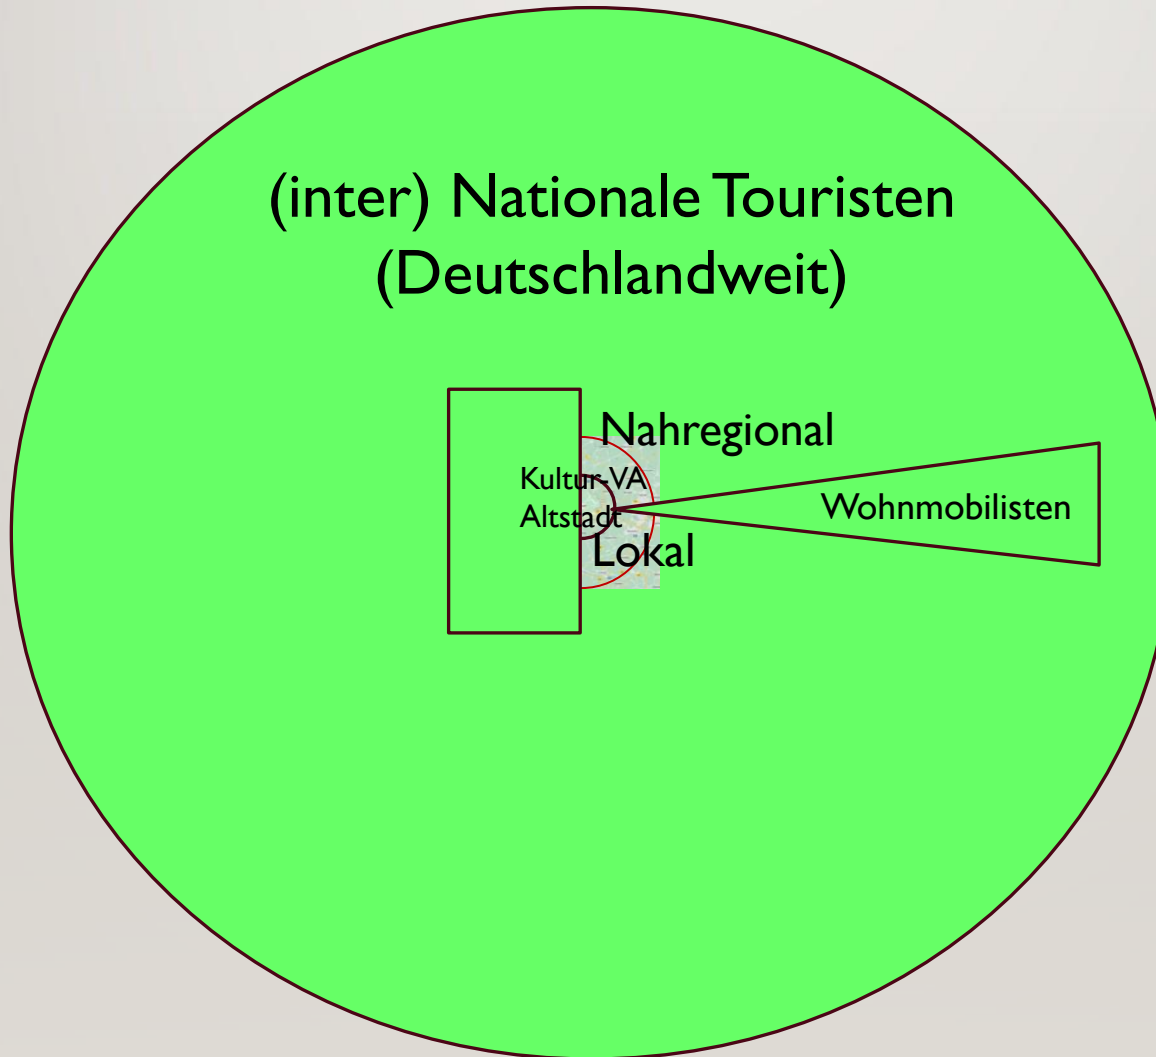 (inter) Nationale Touristen
(Deutschlandweit)
Nahregional
Kultur-VA
Altstadt
Wohnmobilisten
Lokal